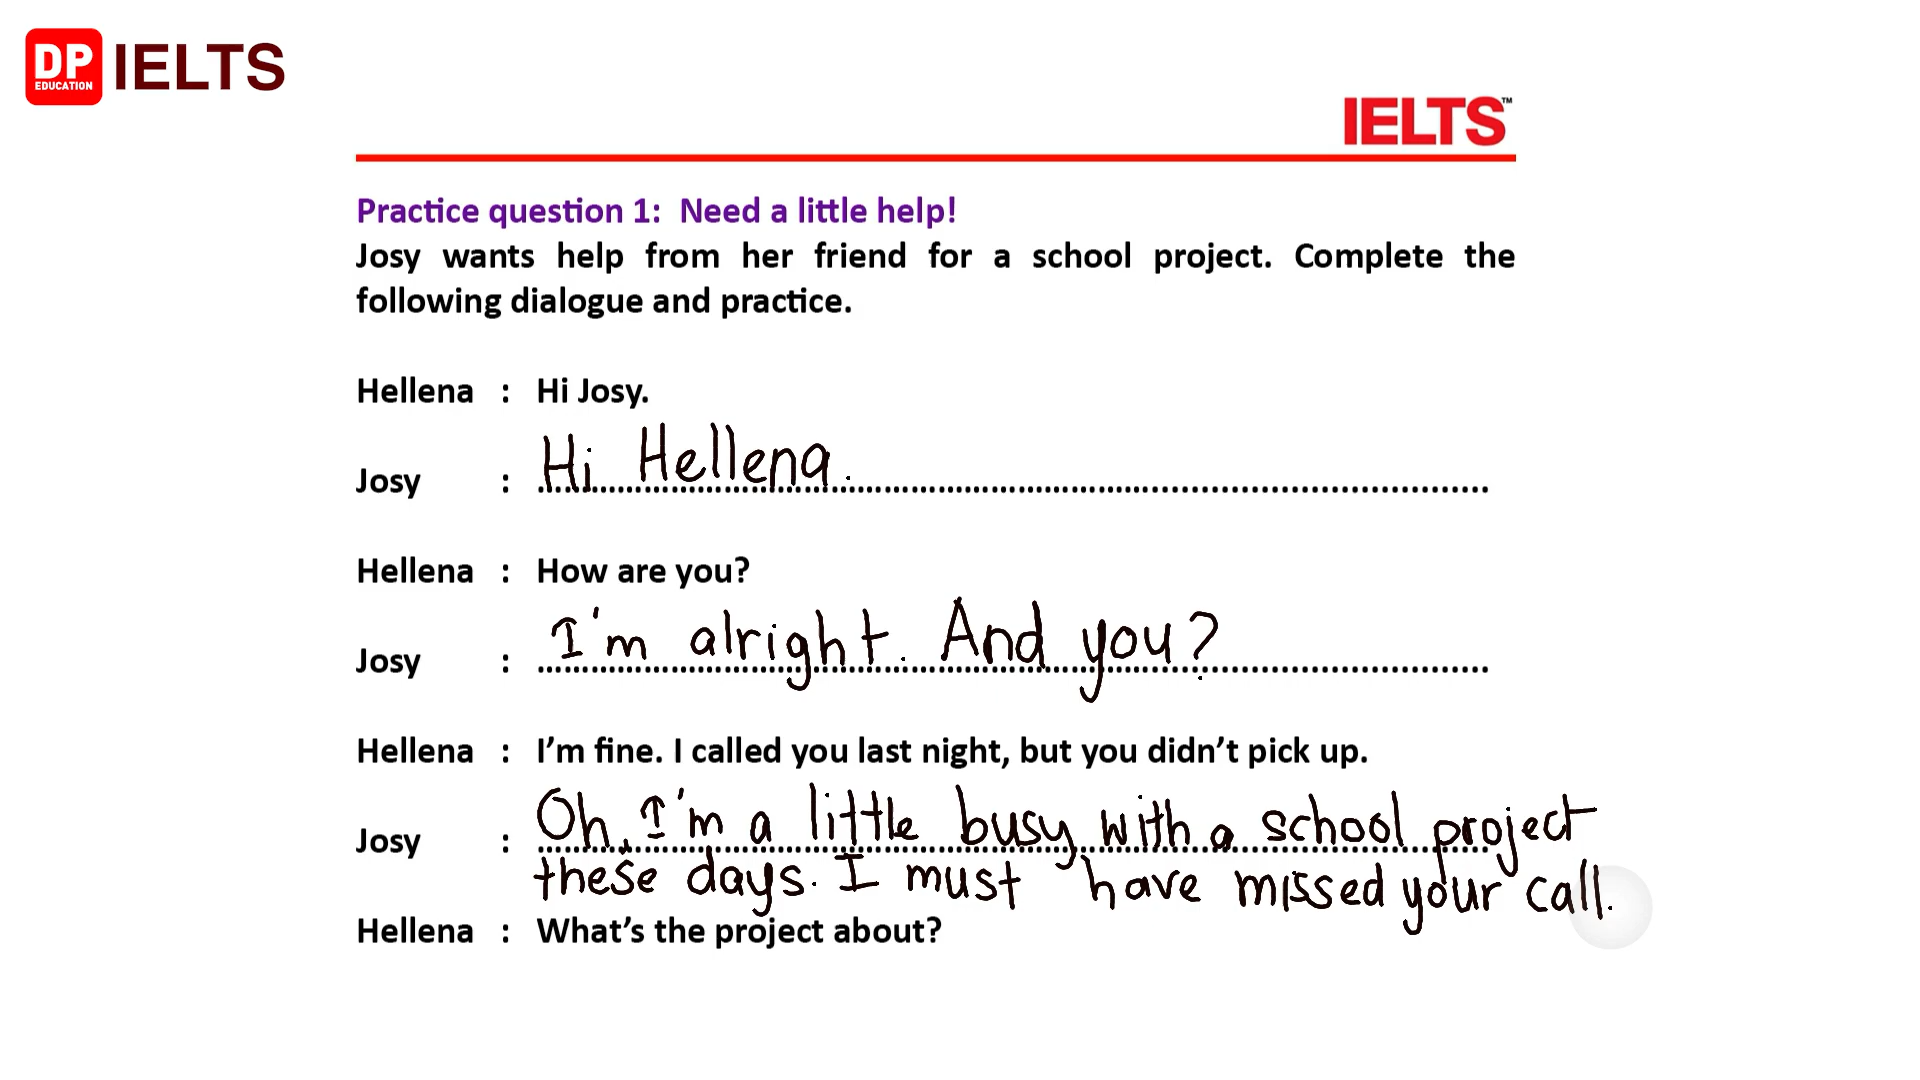 DP
EDUCATION
IELTS
IELTS™
Practice question 1: Need a little help!
Josy wants help from her friend for a school project. Complete the
following dialogue and practice.
Hellena : Hi Josy.
Josy : Hi Hellena.
Hellena : How are you?
Josy : I'm alright. And you?
Hellena : I'm fine. I called you last night, but you didn't pick up.
Josy : Oh, I'm a little busy with a school project
these days. I must have missed your call.
Hellena : What's the project about?